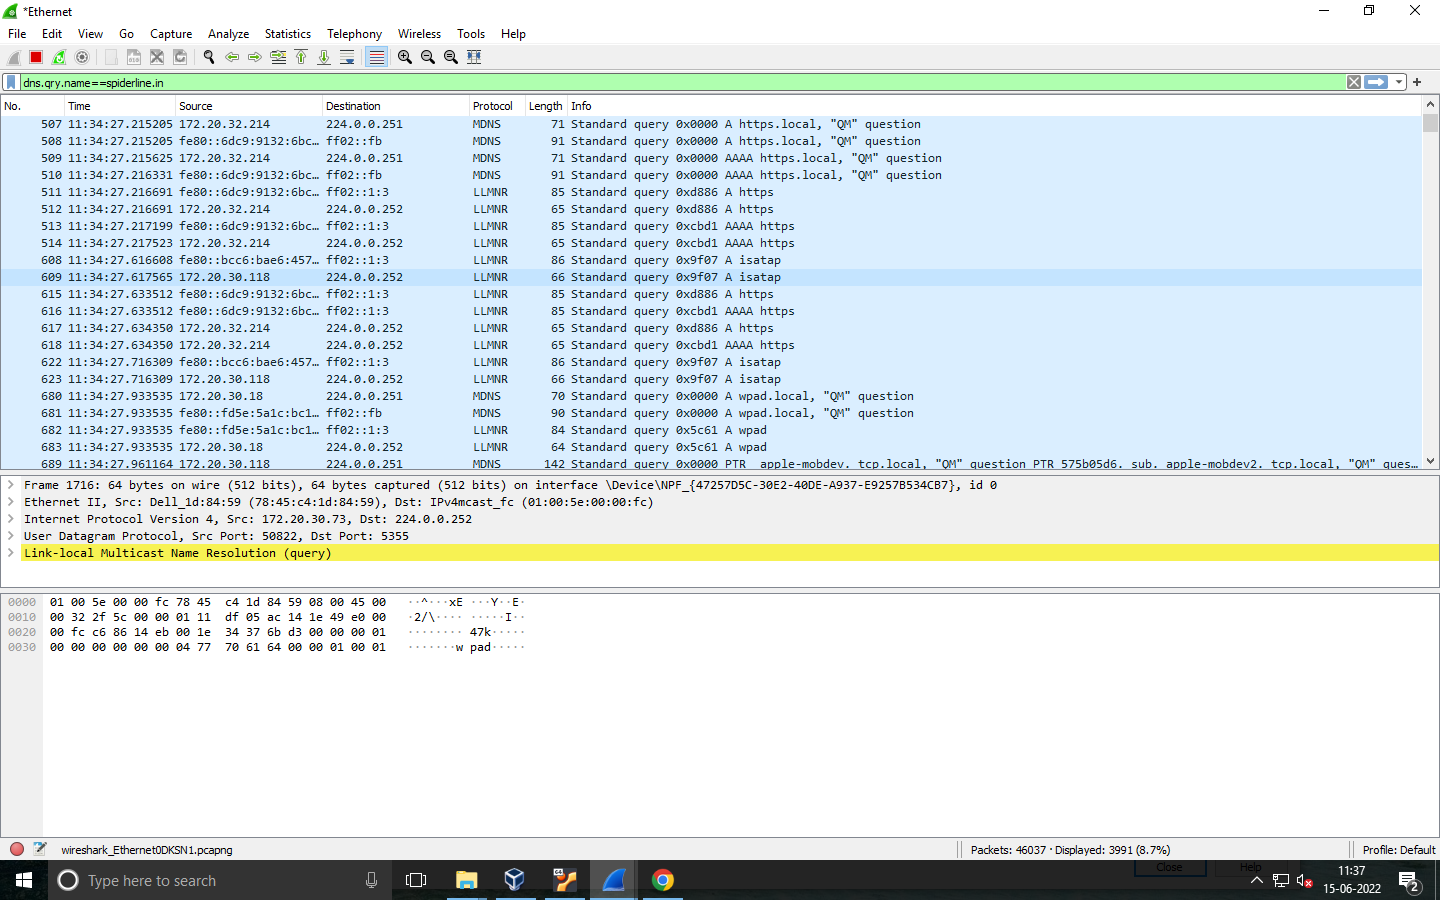 *Ethernet
File Edit View Go Capture Analyze Statistics Telephony Wireless Tools Help
dns.qry.name==spiderline.in
No. Time Source Destination Protocol Length Info
507 11:34:27.215205 172.20.32.214 224.0.0.251 MDNS 71 Standard query 0x0000 A https.local, "QM" question
508 11:34:27.215205 fe80::6dc9:9132:6bc… ff02::fb MDNS 91 Standard query 0x0000 A https.local, "QM" question
509 11:34:27.215625 172.20.32.214 224.0.0.251 MDNS 71 Standard query 0x0000 AAAA https.local, "QM" question
510 11:34:27.216331 fe80::6dc9:9132:6bc… ff02::fb MDNS 91 Standard query 0x0000 AAAA https.local, "QM" question
511 11:34:27.216691 fe80::6dc9:9132:6bc… ff02::1:3 LLMNR 85 Standard query 0xd886 A https
512 11:34:27.216691 172.20.32.214 224.0.0.252 LLMNR 65 Standard query 0xd886 A https
513 11:34:27.217199 fe80::6dc9:9132:6bc… ff02::1:3 LLMNR 85 Standard query 0xcbd1 AAAA https
514 11:34:27.217523 172.20.32.214 224.0.0.252 LLMNR 65 Standard query 0xcbd1 AAAA https
608 11:34:27.616608 fe80::bcc6:bae6:457… ff02::1:3 LLMNR 86 Standard query 0x9f07 A isatap
609 11:34:27.617565 172.20.30.118 224.0.0.252 LLMNR 66 Standard query 0x9f07 A isatap
615 11:34:27.633512 fe80::6dc9:9132:6bc… ff02::1:3 LLMNR 85 Standard query 0xd886 A https
616 11:34:27.633512 fe80::6dc9:9132:6bc… ff02::1:3 LLMNR 85 Standard query 0xcbd1 AAAA https
617 11:34:27.634350 172.20.32.214 224.0.0.252 LLMNR 65 Standard query 0xd886 A https
618 11:34:27.634350 172.20.32.214 224.0.0.252 LLMNR 65 Standard query 0xcbd1 AAAA https
622 11:34:27.716309 fe80::bcc6:bae6:457… ff02::1:3 LLMNR 86 Standard query 0x9f07 A isatap
623 11:34:27.716309 172.20.30.118 224.0.0.252 LLMNR 66 Standard query 0x9f07 A isatap
680 11:34:27.933535 172.20.30.18 224.0.0.251 MDNS 70 Standard query 0x0000 A wpad.local, "QM" question
681 11:34:27.933535 fe80::fd5e:5a1c:bc1… ff02::fb MDNS 90 Standard query 0x0000 A wpad.local, "QM" question
682 11:34:27.933535 fe80::fd5e:5a1c:bc1… ff02::1:3 LLMNR 84 Standard query 0x5c61 A wpad
683 11:34:27.933535 172.20.30.18 224.0.0.252 LLMNR 64 Standard query 0x5c61 A wpad
689 11:34:27.961164 172.20.30.118 224.0.0.251 MDNS 142 Standard query 0x0000 PTR _apple-mobdev._tcp.local, "QM" question PTR 575b05d6._sub._apple-mobdev2._tcp.local, "QM" ques…
Frame 1716: 64 bytes on wire (512 bits), 64 bytes captured (512 bits) on interface \Device\NPF_{47257D5C-30E2-40DE-A937-E9257B534CB7}, id 0
Ethernet II, Src: Dell_1d:84:59 (78:45:c4:1d:84:59), Dst: IPv4mcast_fc (01:00:5e:00:00:fc)
Internet Protocol Version 4, Src: 172.20.30.73, Dst: 224.0.0.252
User Datagram Protocol, Src Port: 50822, Dst Port: 5355
Link-local Multicast Name Resolution (query)
0000 01 00 5e 00 00 fc 78 45 c4 1d 84 59 08 00 45 00 ··^···xE ···Y··E·
0010 00 32 2f 5c 00 00 01 11 df 05 ac 14 1e 49 e0 00 ·2/\···· ·····I··
0020 00 fc c6 86 14 eb 00 1e 34 37 6b d3 00 00 00 01 ········ 47k·····
0030 00 00 00 00 00 00 04 77 70 61 64 00 00 01 00 01 ·······w pad·····
wireshark_Ethernet0DKSN1.pcapng Packets: 46037 · Displayed: 3991 (8.7%) Profile: Default
Close Help
Type here to search
11:37
15-06-2022
2